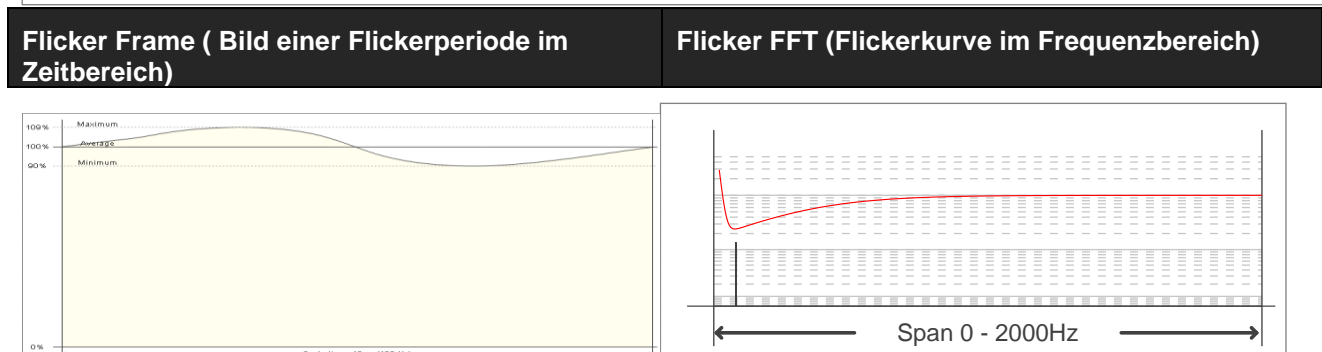 Flicker Frame ( Bild einer Flickerperiode im
Zeitbereich)
Flicker FFT (Flickerkurve im Frequenzbereich)
109%
Maximum
100%
Average
90%
Minimum
0%
Span 0 - 2000Hz